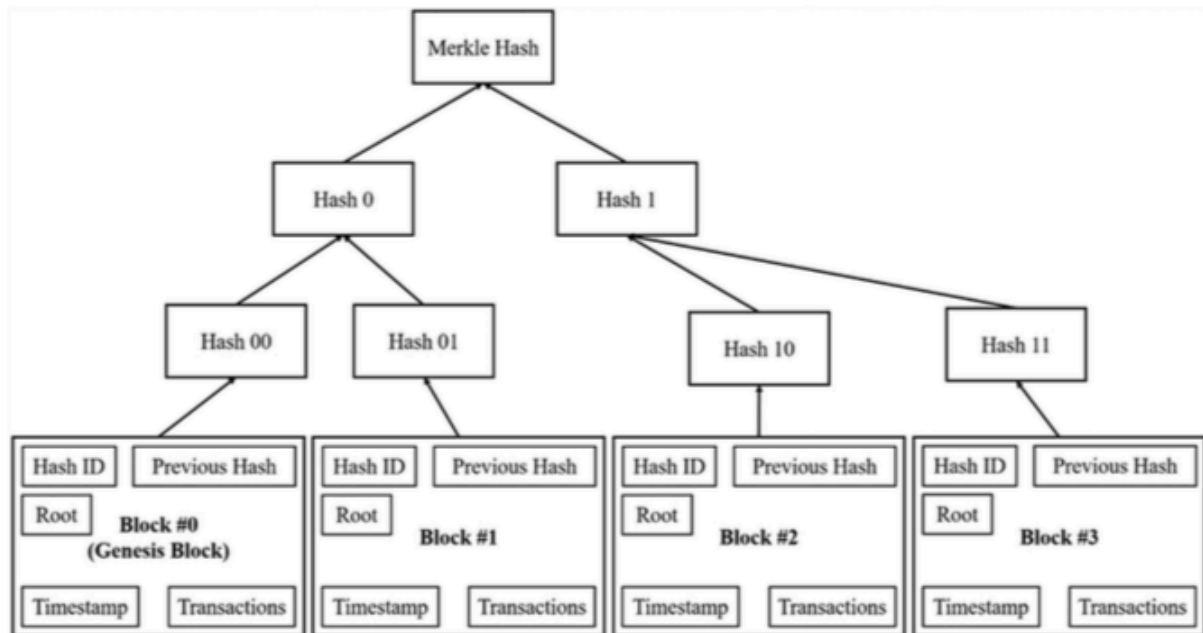 Merkle Hash
Hash 0
Hash 1
Hash 00
Hash 01
Hash 10
Hash 11
Hash ID
Previous Hash
Root
Block #0
(Genesis Block)
Timestamp
Transactions
Hash ID
Previous Hash
Root
Block #1
Timestamp
Transactions
Hash ID
Previous Hash
Root
Block #2
Timestamp
Transactions
Hash ID
Previous Hash
Root
Block #3
Timestamp
Transactions